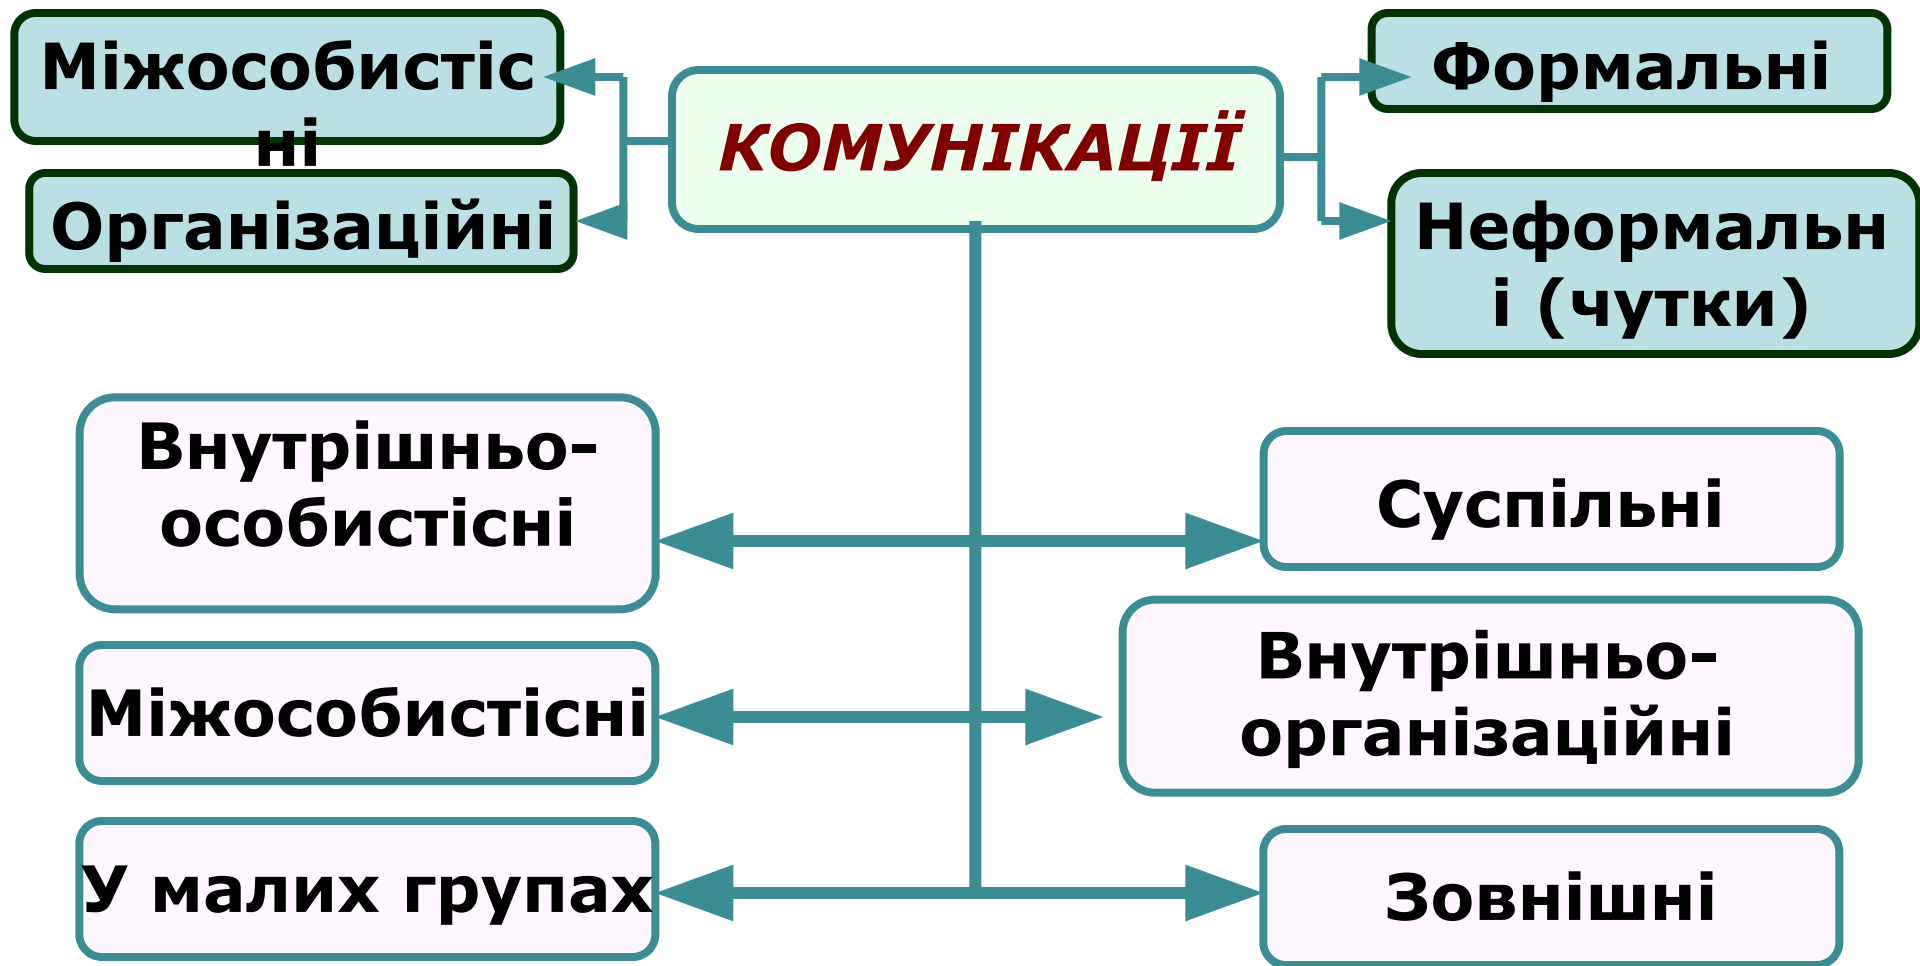 Міжособистіс
ні
Організаційні
КОМУНІКАЦІЇ
Формальні
Неформальн
і (чутки)
Внутрішньо–
особистісні
Міжособистісні
У малих групах
Суспільні
Внутрішньо–
організаційні
Зовнішні